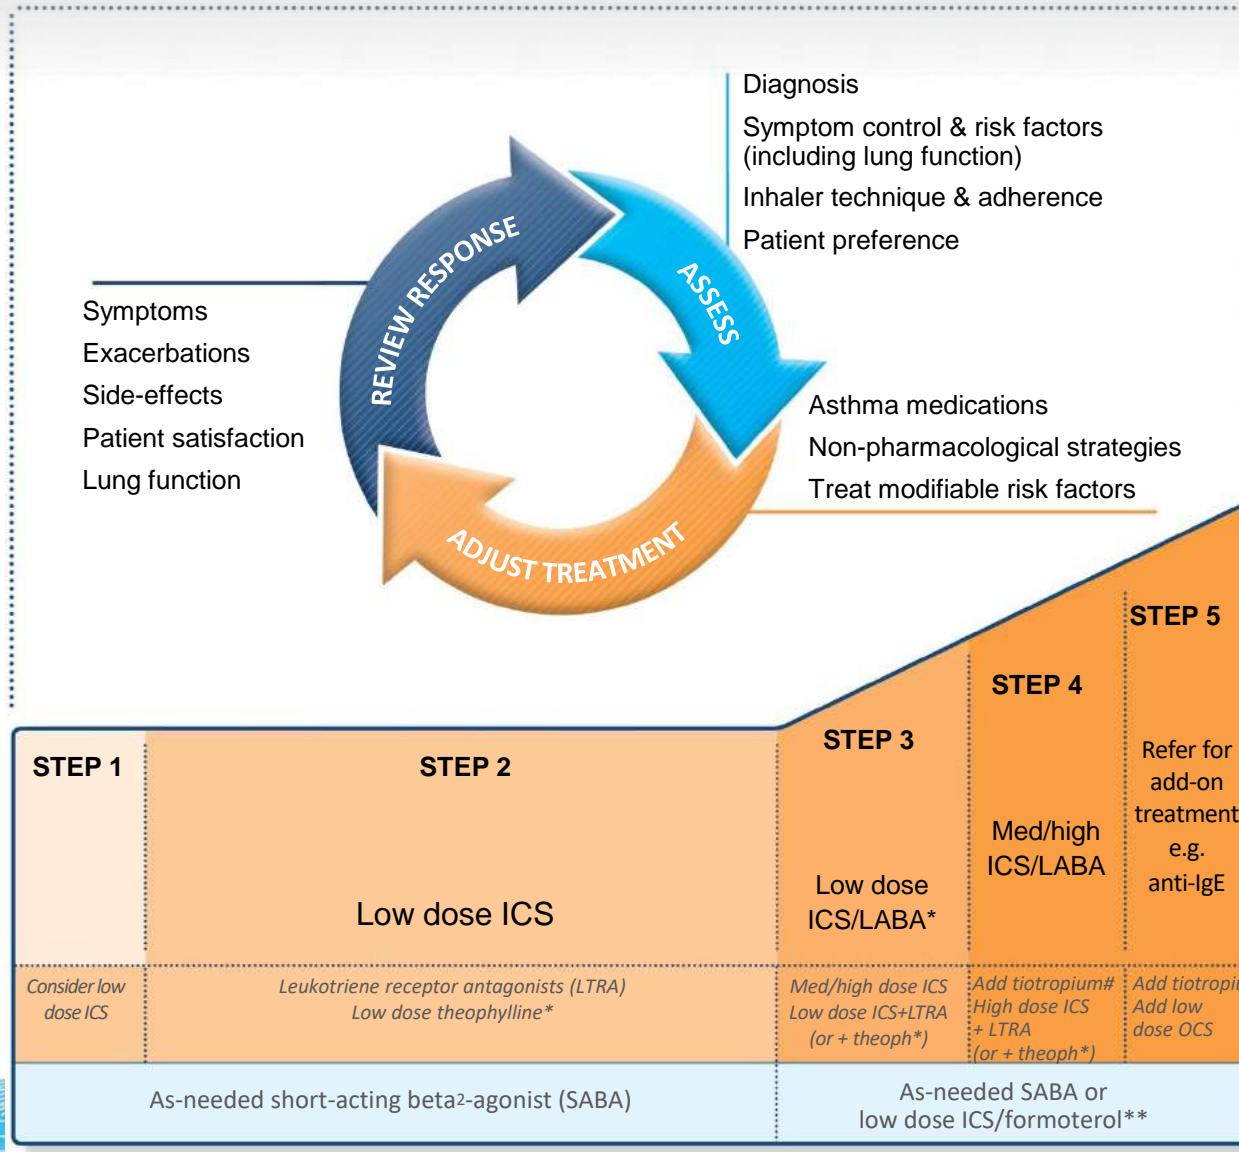 Diagnosis
Symptom control & risk factors
(including lung function)
Inhaler technique & adherence
Patient preference
REVIEW RESPONSE
ASSESS
ADJUST TREATMENT
Symptoms
Exacerbations
Side-effects
Patient satisfaction
Lung function
Asthma medications
Non-pharmacological strategies
Treat modifiable risk factors
STEP 1
STEP 2
Low dose ICS
STEP 3
Low dose
ICS/LABA*
STEP 4
Med/high
ICS/LABA
STEP 5
Refer for
add-on
treatment
e.g.
anti-IgE
Consider low
dose ICS
Leukotriene receptor antagonists (LTRA)
Low dose theophylline*
Med/high dose ICS
Low dose ICS+LTRA
(or + theoph*)
Add tiotropium#
High dose ICS
+ LTRA
(or + theoph*)
Add tiotropiu
Add low
dose OCS
As-needed short-acting beta2-agonist (SABA)
As-needed SABA or
low dose ICS/formoterol**